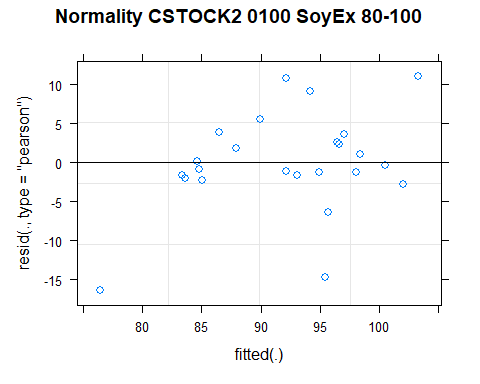 Normality CSTOCK2 0100 SoyEx 80-100
resid(., type = "pearson")
10
5
0
-5
-10
-15
80 85 90 95 100
fitted(.)